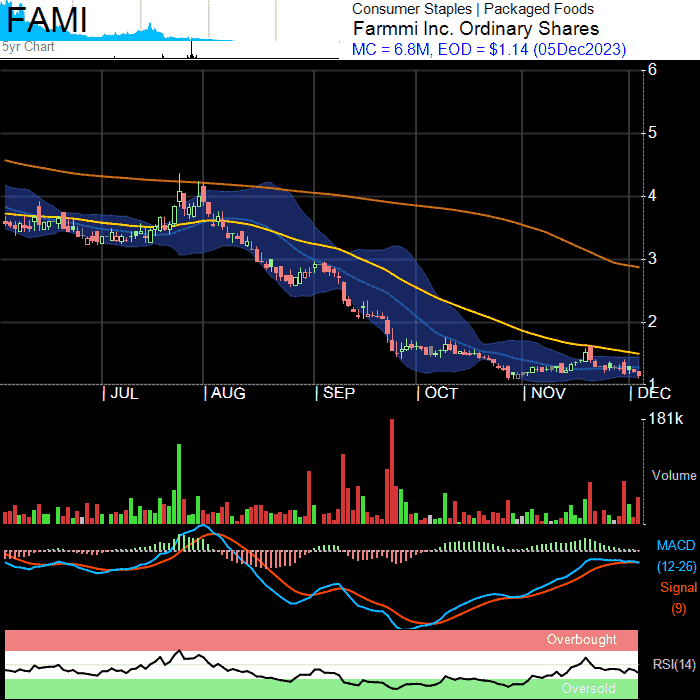 FAMI
5yr Chart
Consumer Staples | Packaged Foods
Farmmi Inc. Ordinary Shares
MC = 6.8M, EOD = $1.14 (05Dec2023)
6
5
4
3
2
1
JUL AUG SEP OCT NOV DEC
181k
Volume
MACD
(12-26)
Signal
(9)
Overbought
RSI(14)
Oversold